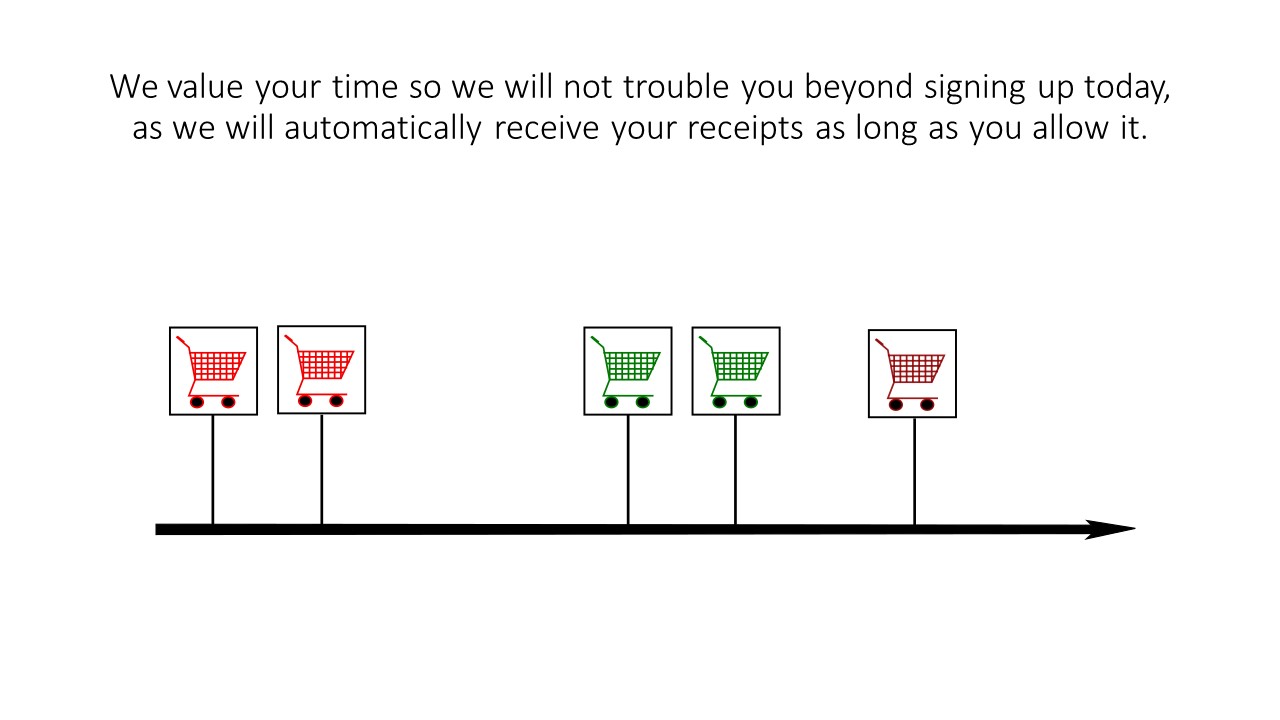 We value your time so we will not trouble you beyond signing up today,
as we will automatically receive your receipts as long as you allow it.